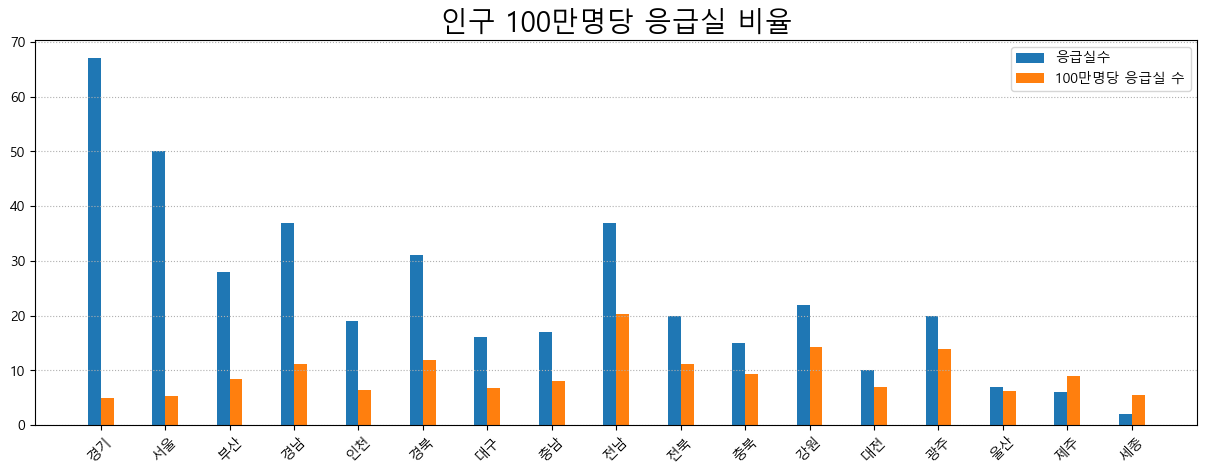 인구 100만명당 응급실 비율
응급실수
100만명당 응급실 수
70
60
50
40
30
20
10
0
경기 서울 부산 경남 인천 경북 대구 충남 전남 전북 충북 강원 대전 광주 울산 제주 세종